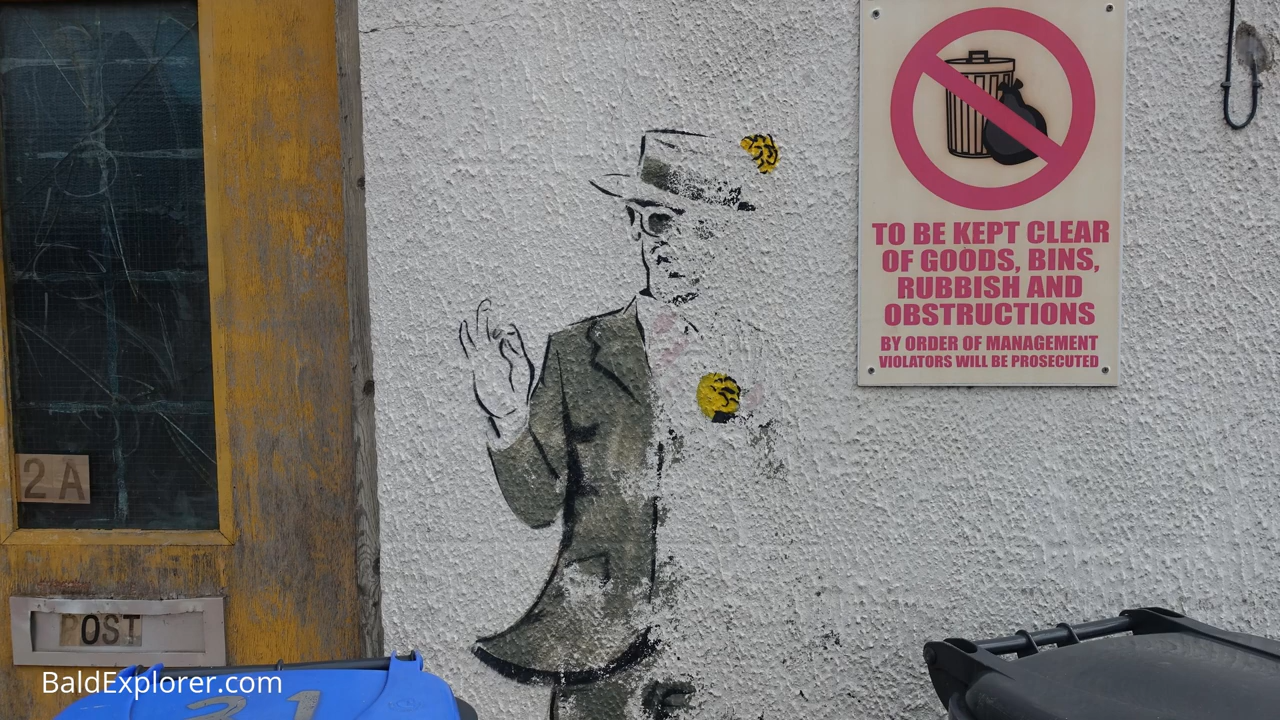 TO BE KEPT CLEAR
OF GOODS, BINS,
RUBBISH AND
OBSTRUCTIONS
BY ORDER OF MANAGEMENT
VIOLATORS WILL BE PROSECUTED
2A
POST
BaldExplorer.com
21